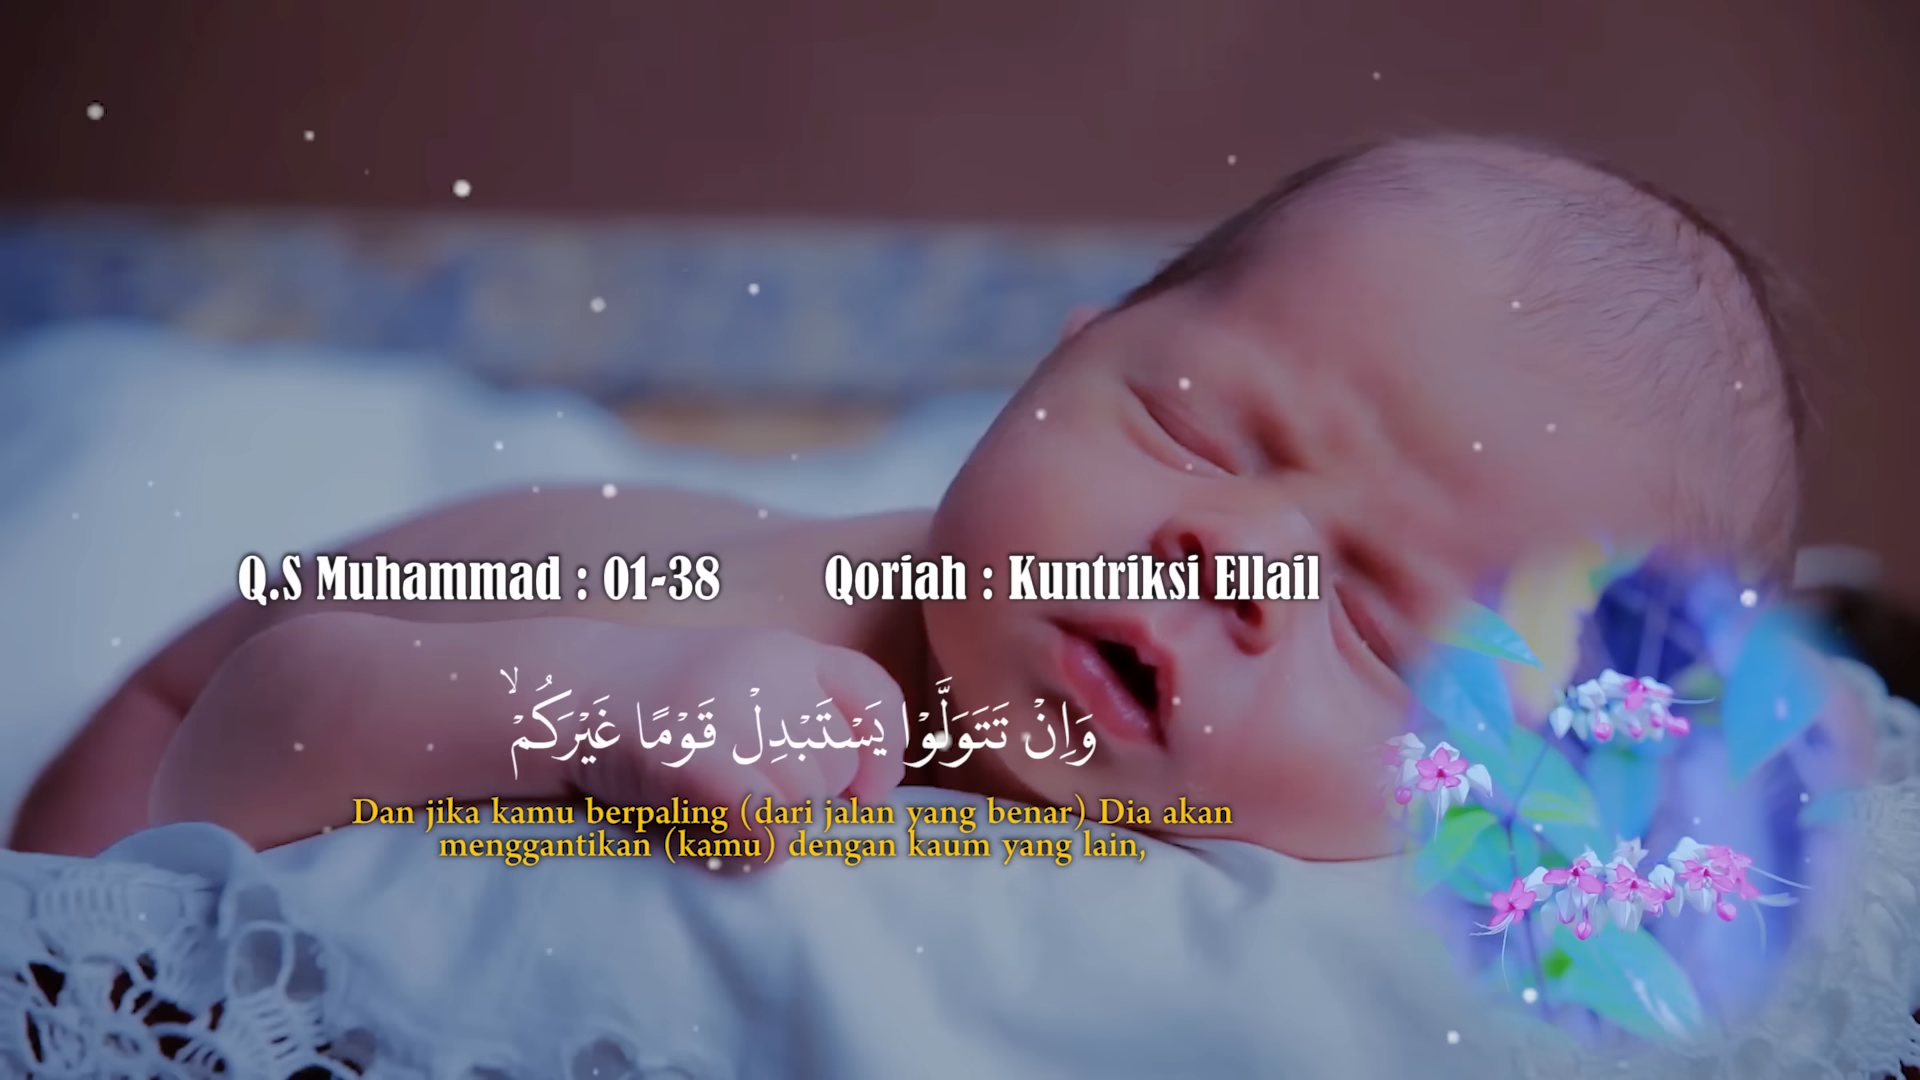 Q.S Muhammad : 01-38 Qoriah : Kuntriksi Ellail
وَاِنْ تَتَوَلَّوْا يَسْتَبْدِلْ قَوْمًا غَيْرَكُمْۙ
Dan jika kamu berpaling (dari jalan yang benar) Dia akan
menggantikan (kamu) dengan kaum yang lain,